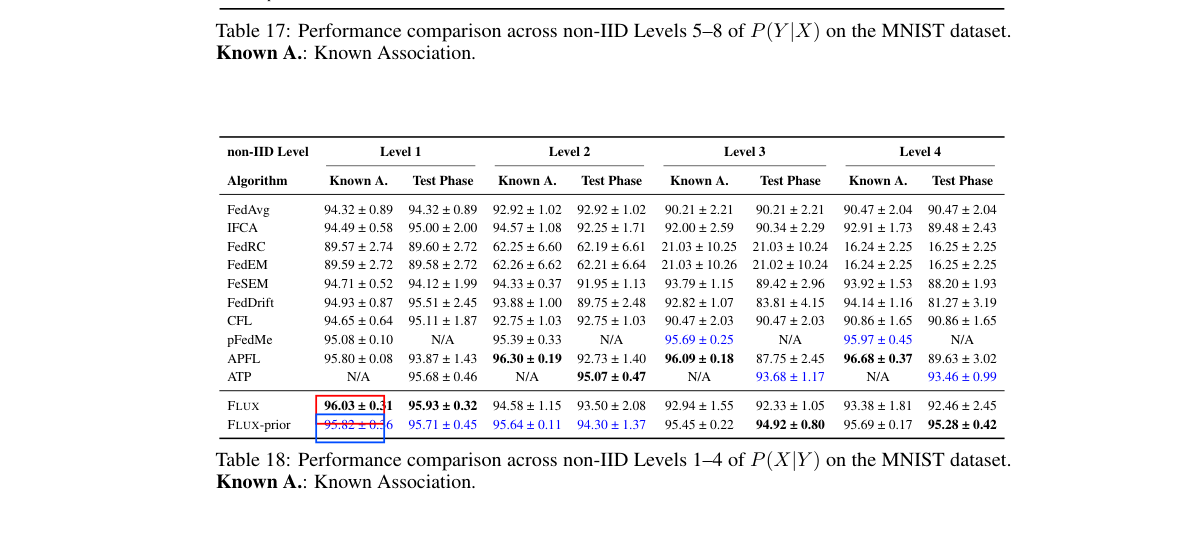 Table 17: Performance comparison across non-IID Levels 5–8 of P(Y|X) on the MNIST dataset.
Known A.: Known Association.
non-IID Level Level 1 Level 2 Level 3 Level 4
Algorithm Known A. Test Phase Known A. Test Phase Known A. Test Phase Known A. Test Phase
FedAvg 94.32 ± 0.89 94.32 ± 0.89 92.92 ± 1.02 92.92 ± 1.02 90.21 ± 2.21 90.21 ± 2.21 90.47 ± 2.04 90.47 ± 2.04
IFCA 94.49 ± 0.58 95.00 ± 2.00 94.57 ± 1.08 92.25 ± 1.71 92.00 ± 2.59 90.34 ± 2.29 92.91 ± 1.73 89.48 ± 2.43
FedRC 89.57 ± 2.74 89.60 ± 2.72 62.25 ± 6.60 62.19 ± 6.61 21.03 ± 10.25 21.03 ± 10.24 16.24 ± 2.25 16.25 ± 2.25
FedEM 89.59 ± 2.72 89.58 ± 2.72 62.26 ± 6.62 62.21 ± 6.64 21.03 ± 10.26 21.02 ± 10.24 16.24 ± 2.25 16.25 ± 2.25
FeSEM 94.71 ± 0.52 94.12 ± 1.99 94.33 ± 0.37 91.95 ± 1.13 93.79 ± 1.15 89.42 ± 2.96 93.92 ± 1.53 88.20 ± 1.93
FedDrift 94.93 ± 0.87 95.51 ± 2.45 93.88 ± 1.00 89.75 ± 2.48 92.82 ± 1.07 83.81 ± 4.15 94.14 ± 1.16 81.27 ± 3.19
CFL 94.65 ± 0.64 95.11 ± 1.87 92.75 ± 1.03 92.75 ± 1.03 90.47 ± 2.03 90.47 ± 2.03 90.86 ± 1.65 90.86 ± 1.65
pFedMe 95.08 ± 0.10 N/A 95.39 ± 0.33 N/A 95.69 ± 0.25 N/A 95.97 ± 0.45 N/A
APFL 95.80 ± 0.08 93.87 ± 1.43 96.30 ± 0.19 92.73 ± 1.40 96.09 ± 0.18 87.75 ± 2.45 96.68 ± 0.37 89.63 ± 3.02
ATP N/A 95.68 ± 0.46 N/A 95.07 ± 0.47 N/A 93.68 ± 1.17 N/A 93.46 ± 0.99
FLUX 96.03 ± 0.31 95.93 ± 0.32 94.58 ± 1.15 93.50 ± 2.08 92.94 ± 1.55 92.33 ± 1.05 93.38 ± 1.81 92.46 ± 2.45
FLUX-prior 95.82 ± 0.36 95.71 ± 0.45 95.64 ± 0.11 94.30 ± 1.37 95.45 ± 0.22 94.92 ± 0.80 95.69 ± 0.17 95.28 ± 0.42
Table 18: Performance comparison across non-IID Levels 1–4 of P(X|Y) on the MNIST dataset.
Known A.: Known Association.